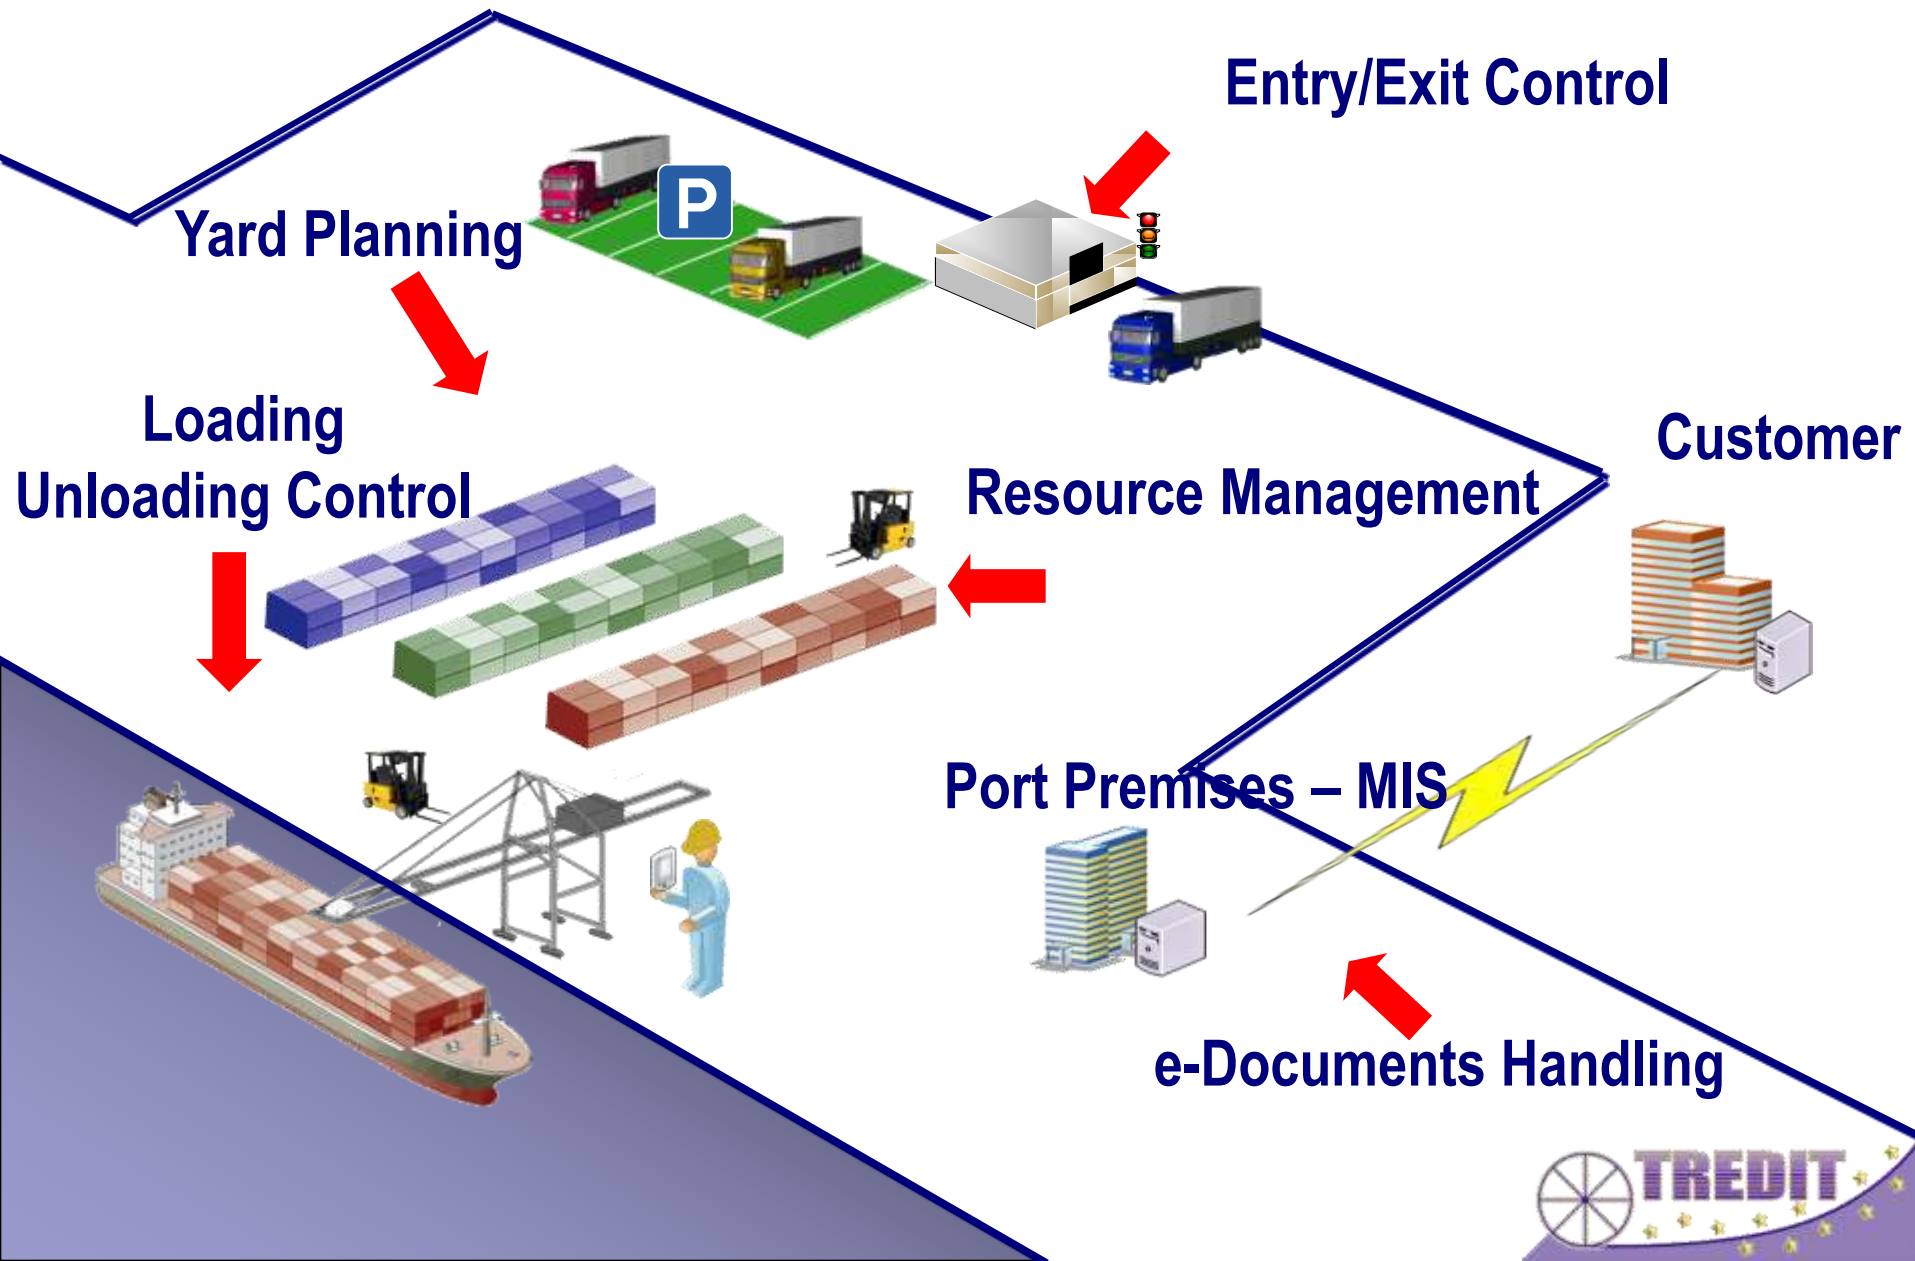 Entry/Exit Control
P
Yard Planning
Loading
Unloading Control
Customer
Resource Management
Port Premises – MIS
e-Documents Handling
TREDIT